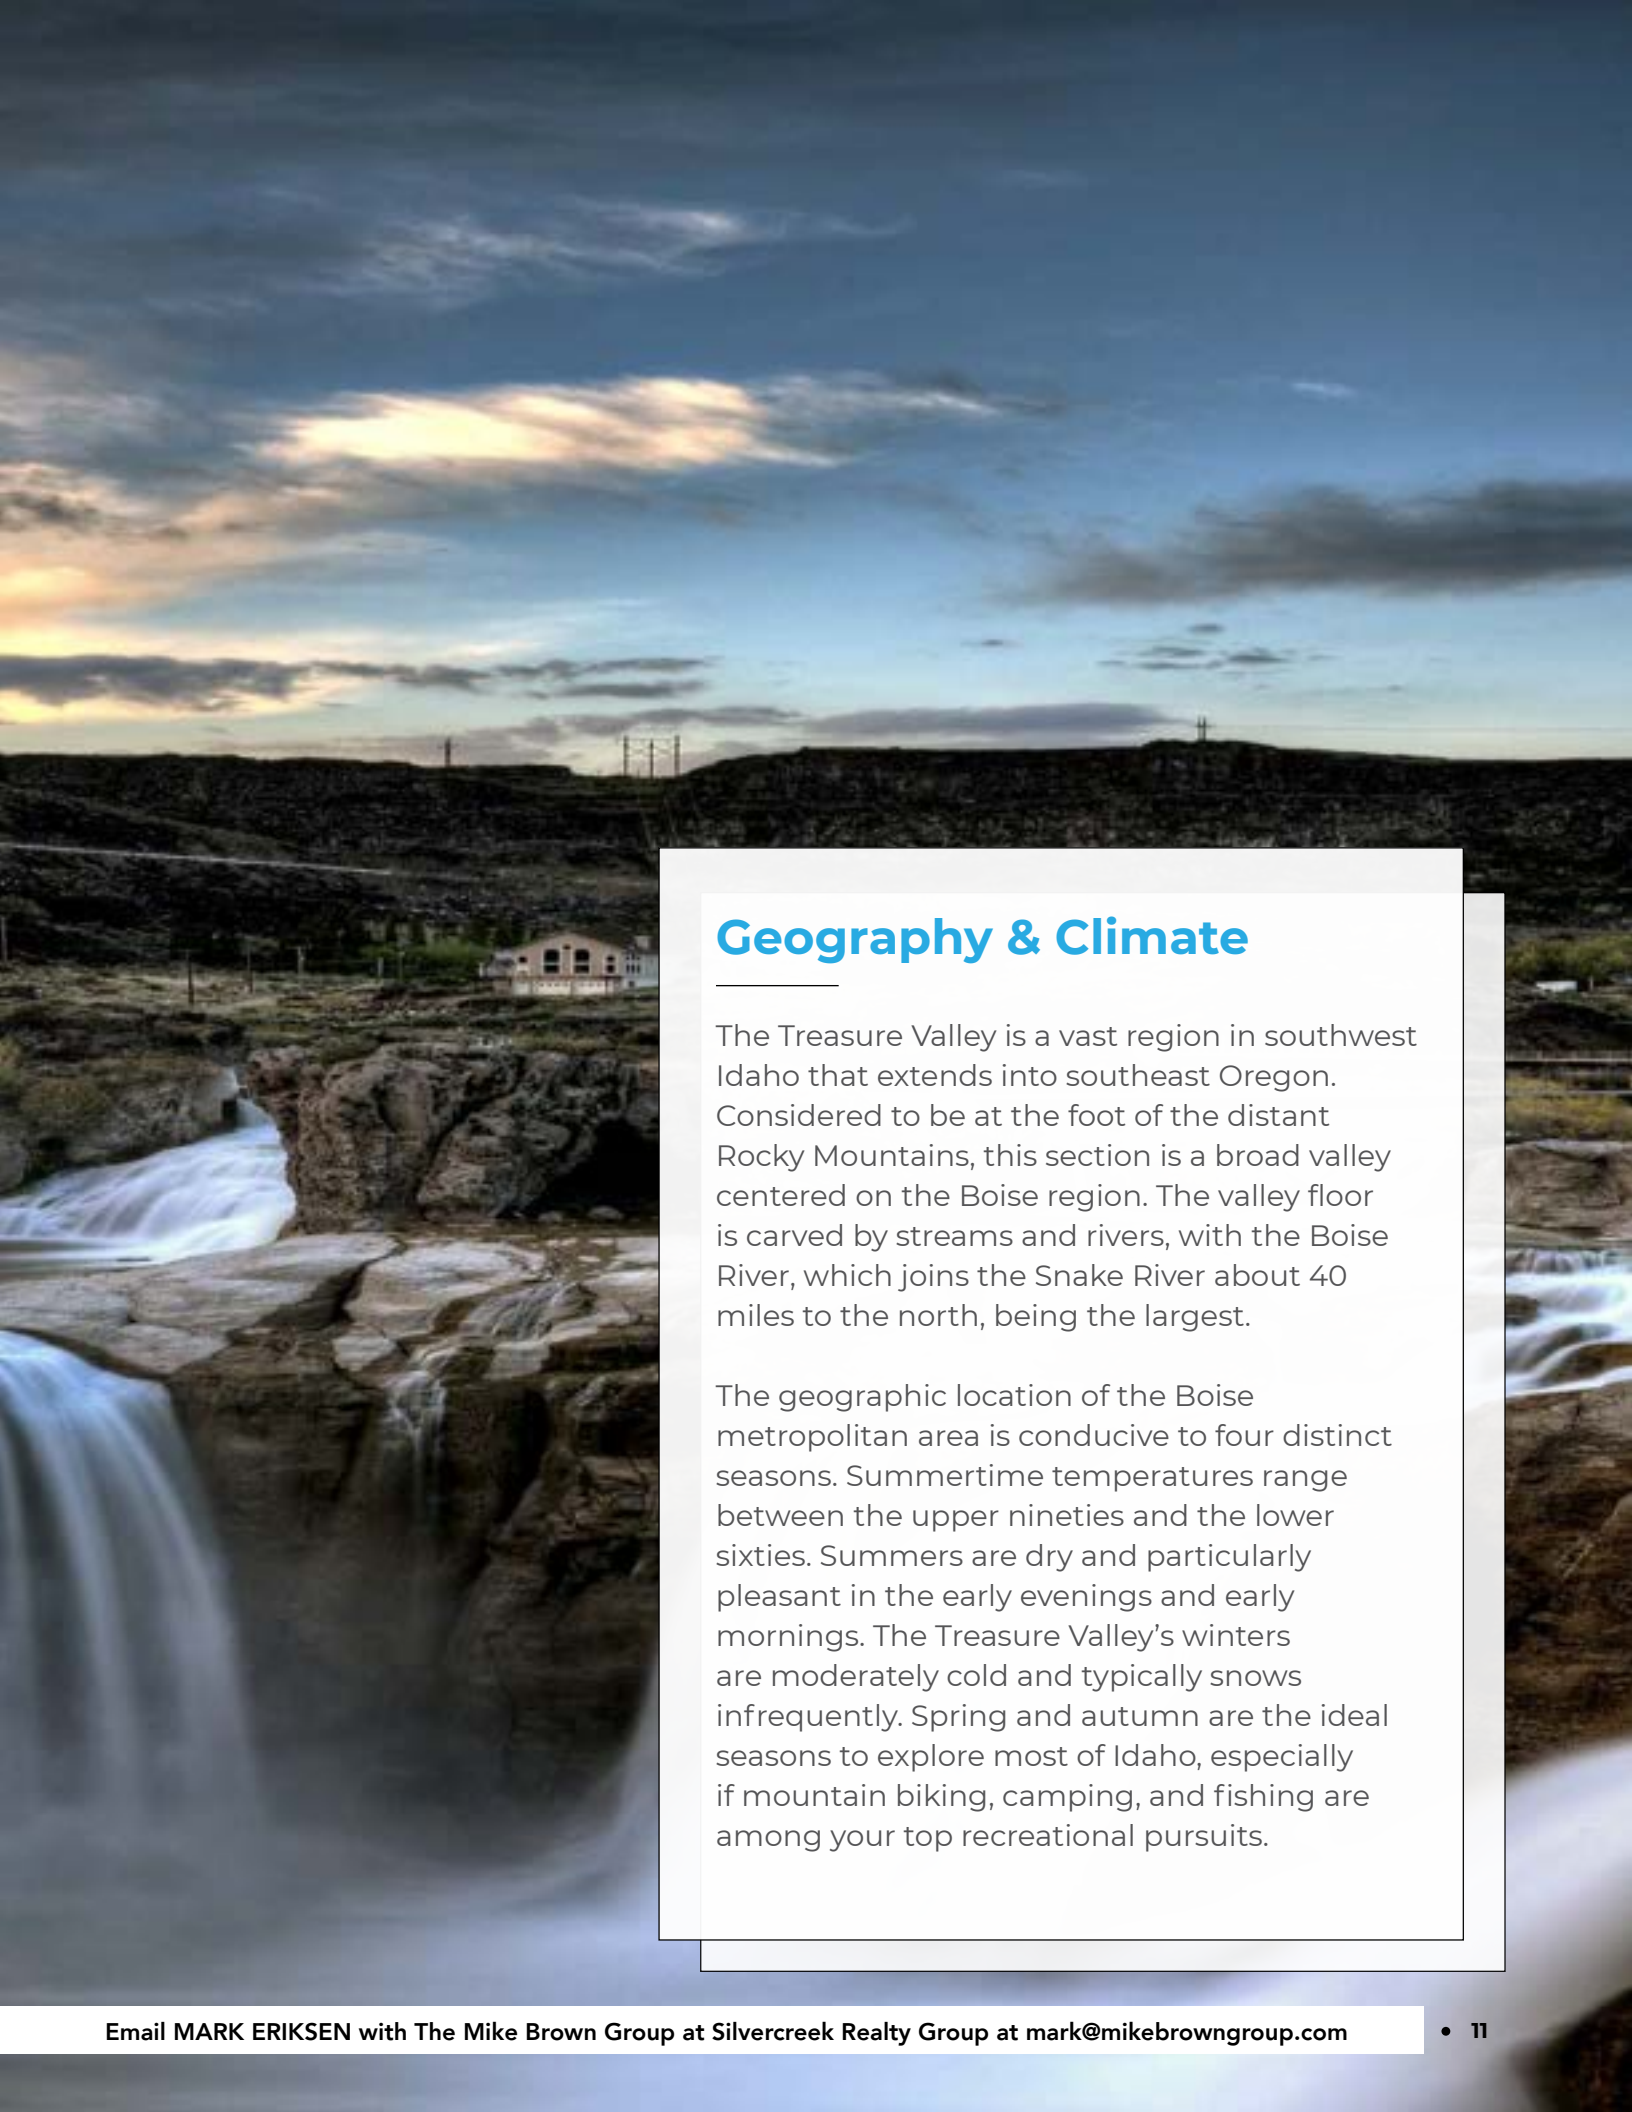 Geography & Climate
The Treasure Valley is a vast region in southwest
Idaho that extends into southeast Oregon.
Considered to be at the foot of the distant
Rocky Mountains, this section is a broad valley
centered on the Boise region. The valley floor
is carved by streams and rivers, with the Boise
River, which joins the Snake River about 40
miles to the north, being the largest.
The geographic location of the Boise
metropolitan area is conducive to four distinct
seasons. Summertime temperatures range
between the upper nineties and the lower
sixties. Summers are dry and particularly
pleasant in the early evenings and early
mornings. The Treasure Valley’s winters
are moderately cold and typically snows
infrequently. Spring and autumn are the ideal
seasons to explore most of Idaho, especially
if mountain biking, camping, and fishing are
among your top recreational pursuits.
Email MARK ERIKSEN with The Mike Brown Group at Silvercreek Realty Group at mark@mikebrowngroup.com • 11